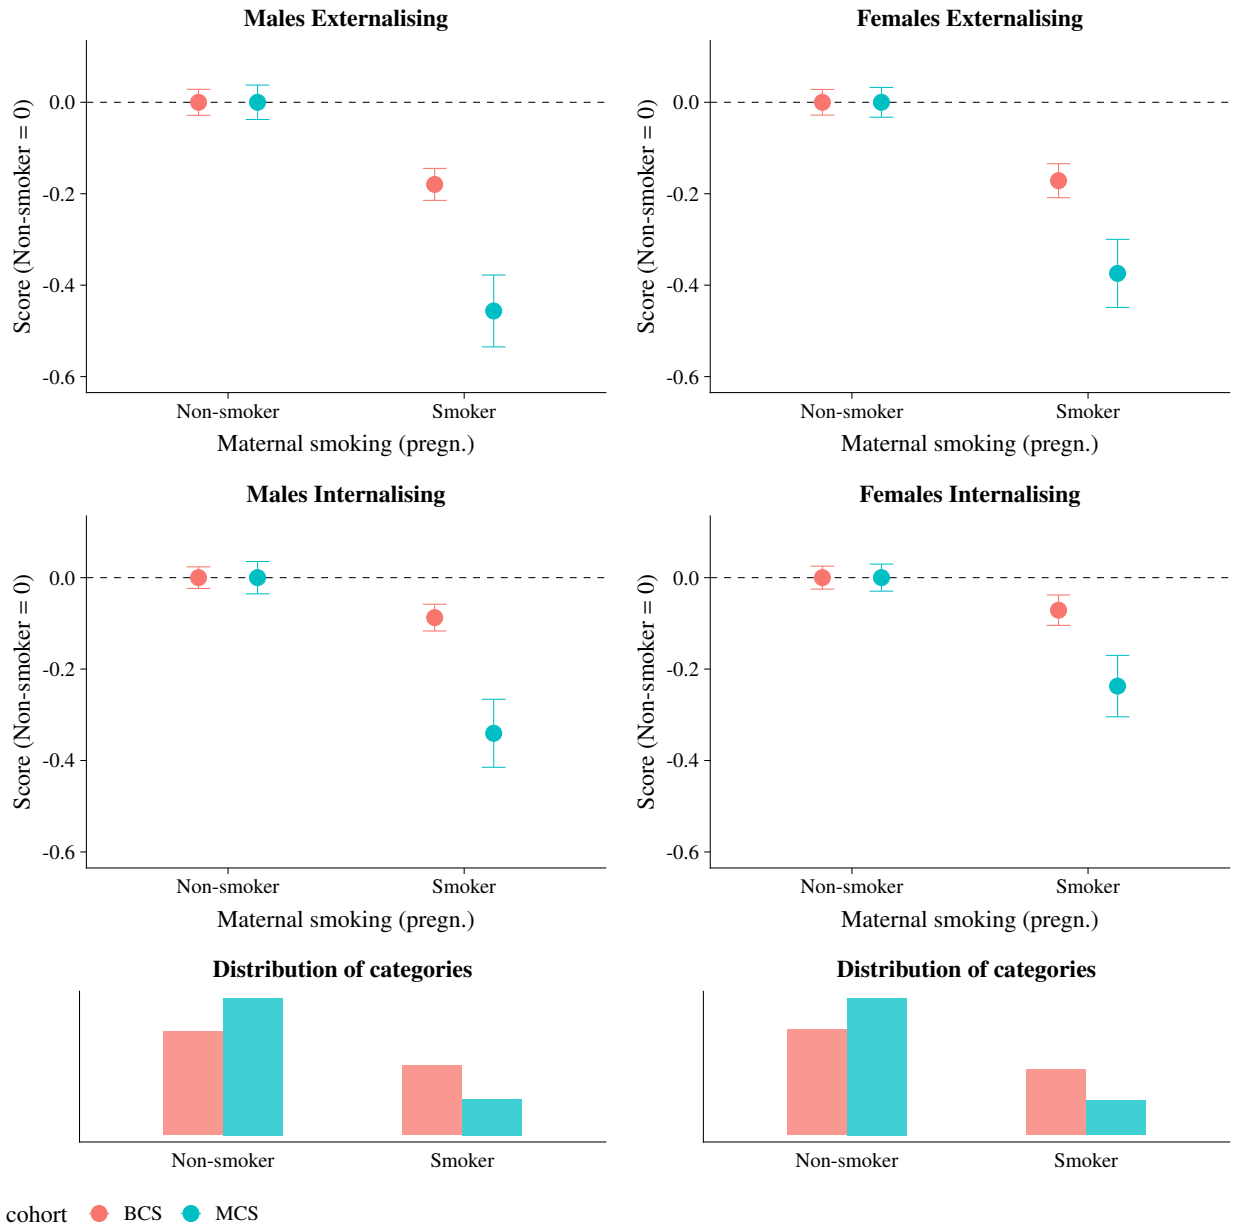 Males Externalising
Females Externalising
Score (Non-smoker = 0)
0.0
-0.2
-0.4
-0.6
Non-smoker Smoker
Maternal smoking (pregn.)
Score (Non-smoker = 0)
0.0
-0.2
-0.4
-0.6
Non-smoker Smoker
Maternal smoking (pregn.)
Males Internalising
Females Internalising
Score (Non-smoker = 0)
0.0
-0.2
-0.4
-0.6
Non-smoker Smoker
Maternal smoking (pregn.)
Score (Non-smoker = 0)
0.0
-0.2
-0.4
-0.6
Non-smoker Smoker
Maternal smoking (pregn.)
Distribution of categories
Non-smoker Smoker
Distribution of categories
Non-smoker Smoker
cohort BCS MCS